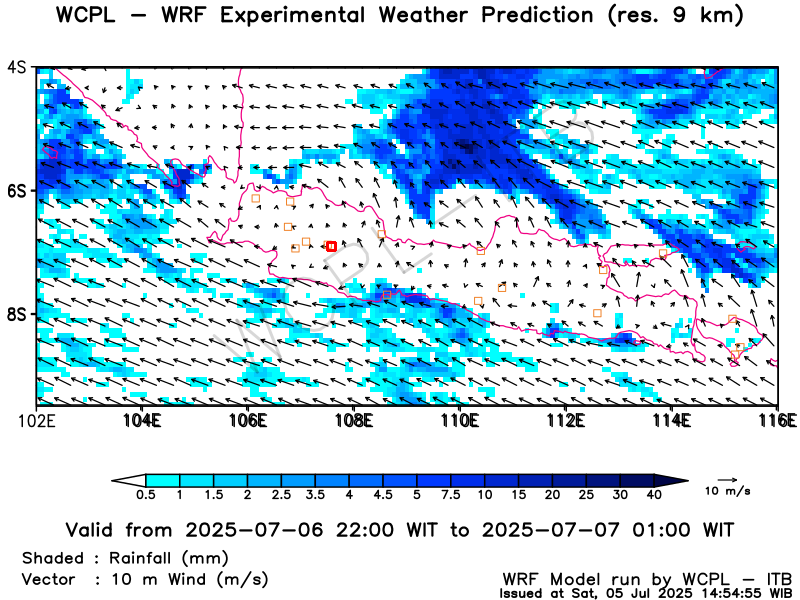 WCPL – WRF Experimental Weather Prediction (res. 9 km)
4S
6S
8S
102E 104E 106E 108E 110E 112E 114E 116E
0.5 1 1.5 2 2.5 3.5 4 4.5 5 7.5 10 15 20 25 30 40
10 m/s
Valid from 2025-07-06 22:00 WIT to 2025-07-07 01:00 WIT
Shaded : Rainfall (mm)
Vector : 10 m Wind (m/s)
WRF Model run by WCPL – ITB
Issued at Sat, 05 Jul 2025 14:54:55 WIB